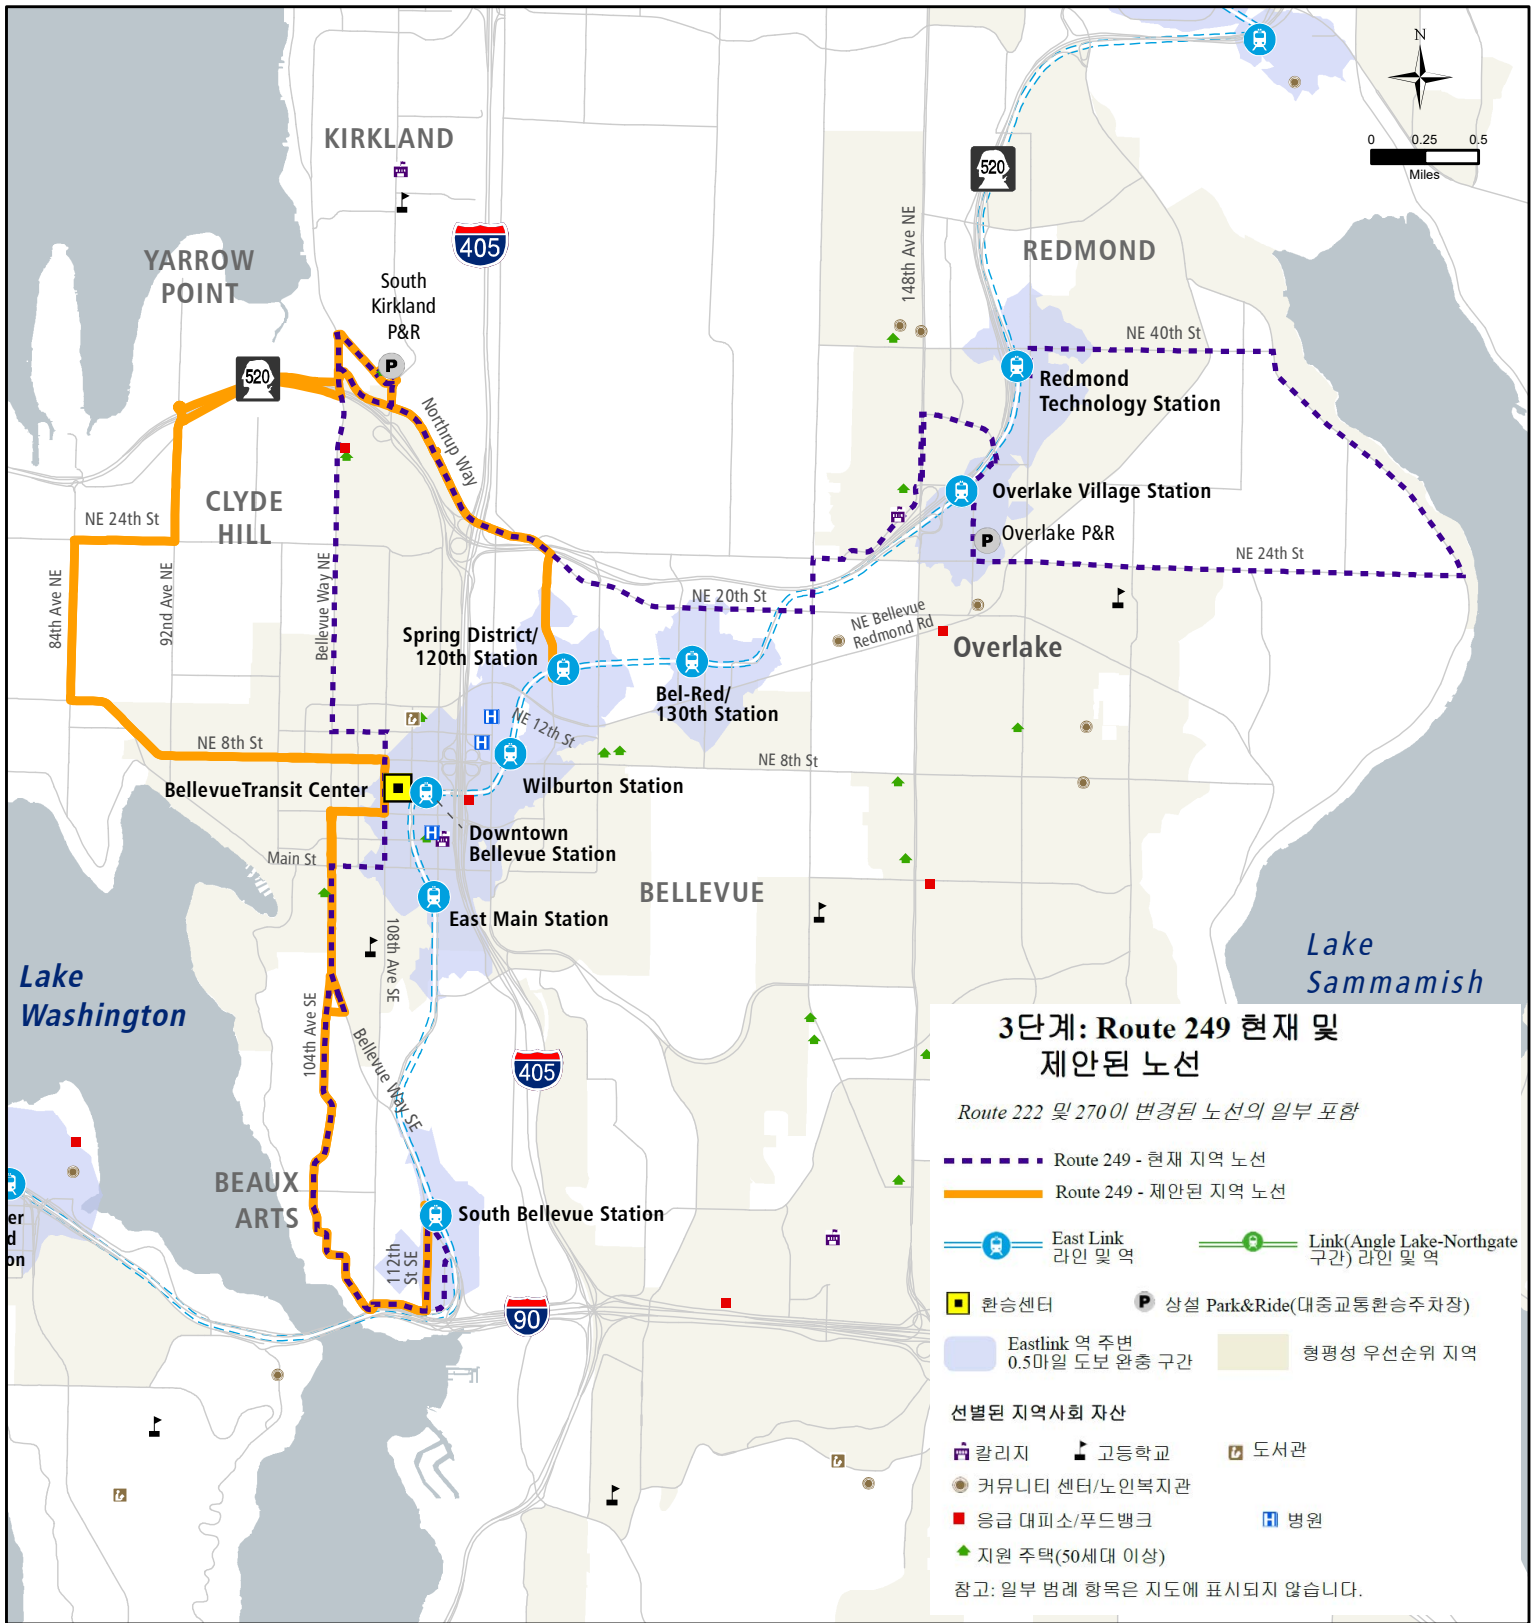 N
0 0.25 0.5
Miles
KIRKLAND
520
405
148th Ave NE
REDMOND
YARROW
POINT
South
Kirkland
P&R
P
NE 40th St
520
Redmond
Technology Station
Northrup Way
CLYDE
HILL
NE 24th St
Overlake Village Station
P
Overlake P&R
NE 24th St
84th Ave NE
92nd Ave NE
Bellevue Way NE
NE 20th St
NE Bellevue
Redmond Rd
Overlake
Spring District/
120th Station
Bel-Red/
130th Station
H
NE 12th St
H
NE 8th St
NE 8th St
BellevueTransit Center
Wilburton Station
H
Downtown
Bellevue Station
Main St
BELLEVUE
East Main Station
108th Ave SE
Lake
Washington
Lake
Sammamish
104th Ave SE
Bellevue Way SE
405
BEAUX
ARTS
South Bellevue Station
er
d
on
112th
St SE
90
3단계: Route 249 현재 및
제안된 노선
Route 222 및 270이 변경된 노선의 일부 포함
Route 249 - 현재 지역 노선
Route 249 - 제안된 지역 노선
East Link
라인 및 역
Link(Angle Lake-Northgate
구간) 라인 및 역
환승센터
P 상설 Park&Ride(대중교통환승주차장)
Eastlink 역 주변
0.5마일 도보 완충 구간
형평성 우선순위 지역
선별된 지역사회 자산
칼리지
고등학교
도서관
커뮤니티 센터/노인복지관
응급 대피소/푸드뱅크
H 병원
지원 주택(50세대 이상)
참고: 일부 범례 항목은 지도에 표시되지 않습니다.